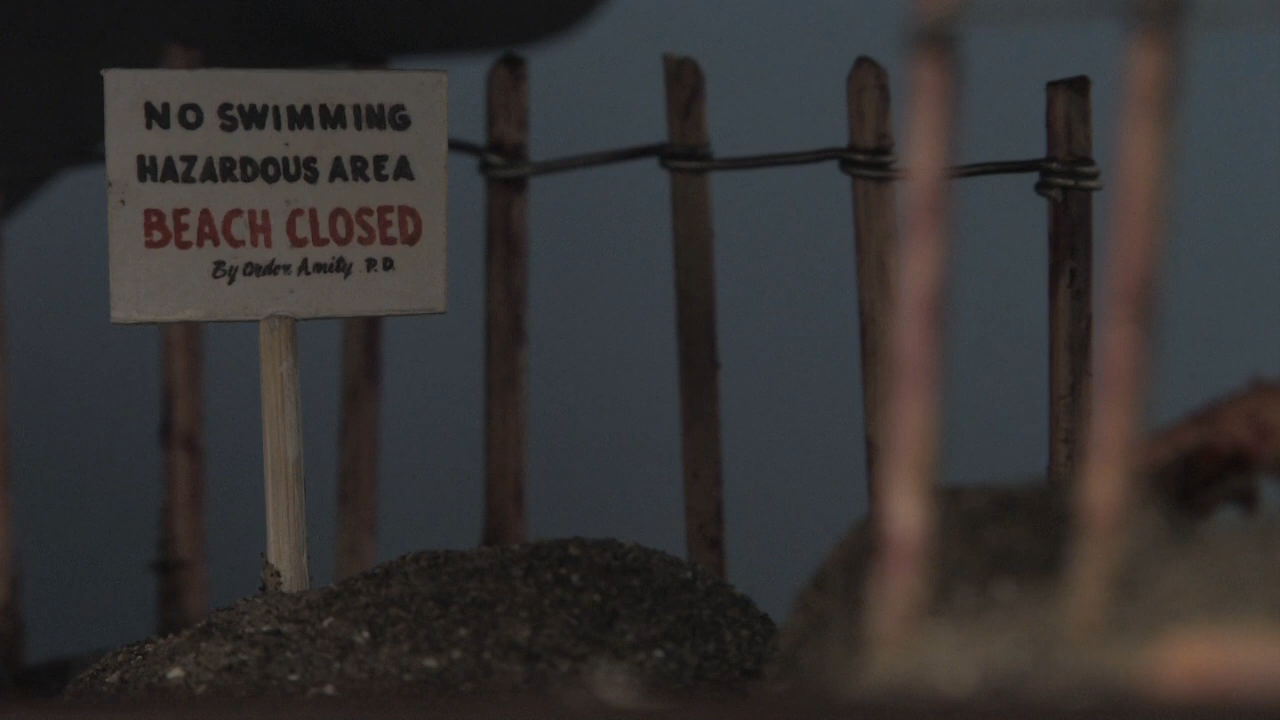 NO SWIMMING
HAZARDOUS AREA
BEACH CLOSED
By Order Amity P.D.